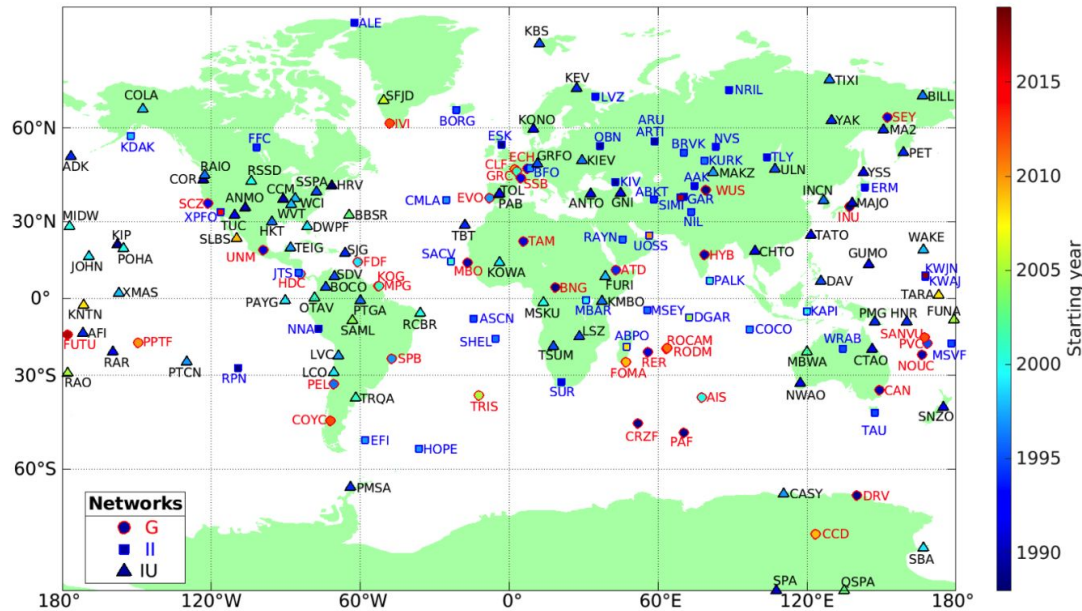 ALE
KBS
2015
COLA
SFJD
KEV
LVZ
NRIL
TIXI
BILL
60°N
KDAK
FFC
IVI
BORG
ESK
KONO
OBN
ARU
ARTI
BRVK
NVS
YAK
SEY
MA2
ADK
RAIO
COR
RSSD
SSPA
CCM
HRV
ECH
CLF
GRC
SSB
GRFO
BFO
KIEV
KURK
MAKZ
TLY
ULN
PET
YSS
ERM
2010
SCZ
ANMO
WCI
WVT
XPFO
TUC
HKT
BBSR
CMLA
EVO
TOL
PAB
KIV
ANTO
GNI
ABKT
SIMI
AAK
GAR
WUS
NIL
INCN
MAJO
INU
30°N
MIDW
KIP
POHA
JOHN
SLBS
DWPF
UNM
TEIG
SJG
FDF
TBT
TAM
RAYN
UOSS
HYB
CHTO
TATO
GUMO
WAKE
2005
JTS
HDC
SDV
BOCO
KOG
MPG
SACV
MBO
KOWA
ATD
FURI
PALK
DAV
KWJN
KWAJ
0°
XMAS
KNTN
AFI
FUTU
PPTF
RAR
RAO
PTCN
RPN
PAYG
OTAV
PTGA
SAML
NNA
RCBR
ASCN
SHEL
BNG
MSKU
MBAR
KMBO
LSZ
TSUM
ABPO
FOMA
MSEY
DGAR
ROCAM
RODM
RER
COCO
KAPI
MBWA
WRAB
CTAO
PMG
HNR
TARA
FUNA
SANVU
PVC
NOUC
MSVF
2000
Starting year
30°S
LVC
LCO
PEL
SPB
TRQA
COYC
TRIS
SUR
AIS
NWAO
CAN
TAU
SNZO
1995
EFI
HOPE
CRZF
PAF
60°S
PMSA
CASY
DRV
CCD
SBA
SPA
QSPA
1990
Networks
G
II
IU
180°
120°W
60°W
0°
60°E
120°E
180°